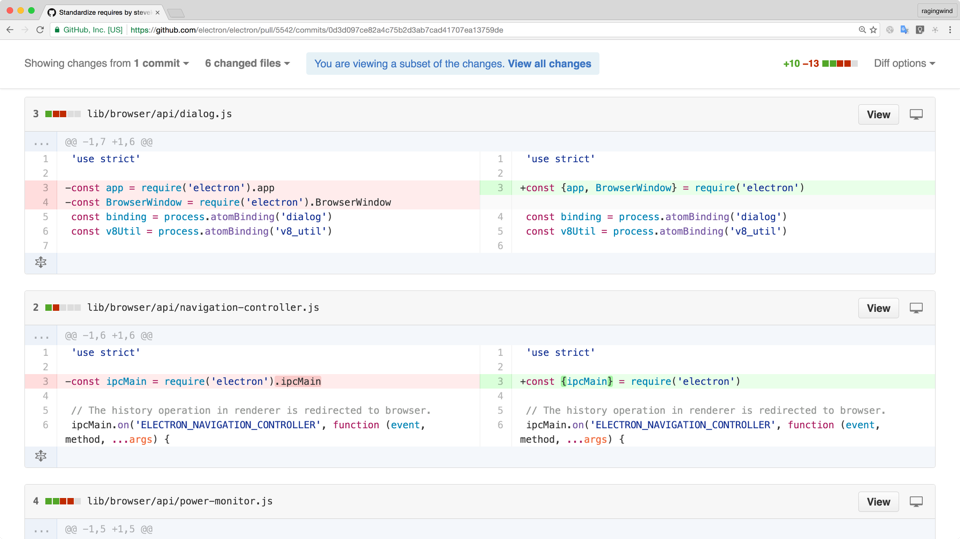 Standardize requires by steve
ragingwind
GitHub, Inc. [US] https://github.com/electron/electron/pull/5542/commits/0d3d097ce82a4c75b2d3ab7cad41707ea13759de
Showing changes from 1 commit 6 changed files You are viewing a subset of the changes. View all changes +10 −13 Diff options
3 lib/browser/api/dialog.js View
... @@ -1,7 +1,6 @@
1 'use strict' 1 'use strict'
2 2
3 -const app = require('electron').app 3 +const {app, BrowserWindow} = require('electron')
4 -const BrowserWindow = require('electron').BrowserWindow
5 const binding = process.atomBinding('dialog') 4 const binding = process.atomBinding('dialog')
6 const v8Util = process.atomBinding('v8_util') 5 const v8Util = process.atomBinding('v8_util')
7 6
2 lib/browser/api/navigation-controller.js View
... @@ -1,6 +1,6 @@
1 'use strict' 1 'use strict'
2 2
3 -const ipcMain = require('electron').ipcMain 3 +const {ipcMain} = require('electron')
4 4
5 // The history operation in renderer is redirected to browser. 5 // The history operation in renderer is redirected to browser.
6 ipcMain.on('ELECTRON_NAVIGATION_CONTROLLER', function (event, 6 ipcMain.on('ELECTRON_NAVIGATION_CONTROLLER', function (event,
method, ...args) { method, ...args) {
4 lib/browser/api/power-monitor.js View
... @@ -1,5 +1,5 @@